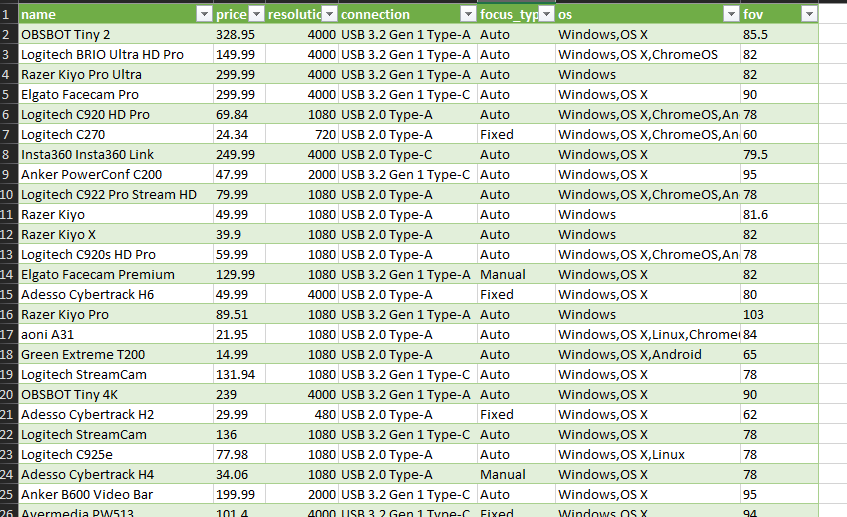 1 name price resolutic connection focus_typ os fov
2 OBSBOT Tiny 2 328.95 4000 USB 3.2 Gen 1 Type-A Auto Windows,OS X 85.5
3 Logitech BRIO Ultra HD Pro 149.99 4000 USB 3.2 Gen 1 Type-A Auto Windows,OS X,ChromeOS 82
4 Razer Kiyo Pro Ultra 299.99 4000 USB 3.2 Gen 1 Type-A Auto Windows 82
5 Elgato Facecam Pro 299.99 4000 USB 3.2 Gen 1 Type-C Auto Windows,OS X 90
6 Logitech C920 HD Pro 69.84 1080 USB 2.0 Type-A Auto Windows,OS X,ChromeOS,An 78
7 Logitech C270 24.34 720 USB 2.0 Type-A Fixed Windows,OS X,ChromeOS,An 60
8 Insta360 Insta360 Link 249.99 4000 USB 2.0 Type-C Auto Windows,OS X 79.5
9 Anker PowerConf C200 47.99 2000 USB 3.2 Gen 1 Type-C Auto Windows,OS X 95
10 Logitech C922 Pro Stream HD 79.99 1080 USB 2.0 Type-A Auto Windows,OS X,ChromeOS,An 78
11 Razer Kiyo 49.99 1080 USB 2.0 Type-A Auto Windows 81.6
12 Razer Kiyo X 39.9 1080 USB 2.0 Type-A Auto Windows 82
13 Logitech C920s HD Pro 59.99 1080 USB 2.0 Type-A Auto Windows,OS X,ChromeOS,An 78
14 Elgato Facecam Premium 129.99 1080 USB 3.2 Gen 1 Type-A Manual Windows,OS X 82
15 Adesso Cybertrack H6 49.99 4000 USB 2.0 Type-A Fixed Windows,OS X 80
16 Razer Kiyo Pro 89.51 1080 USB 3.2 Gen 1 Type-A Auto Windows 103
17 aoni A31 21.95 1080 USB 2.0 Type-A Auto Windows,OS X,Linux,Chrome 84
18 Green Extreme T200 14.99 1080 USB 2.0 Type-A Auto Windows,OS X,Android 65
19 Logitech StreamCam 131.94 1080 USB 3.2 Gen 1 Type-C Auto Windows,OS X 78
20 OBSBOT Tiny 4K 239 4000 USB 3.2 Gen 1 Type-A Auto Windows,OS X 90
21 Adesso Cybertrack H2 29.99 480 USB 2.0 Type-A Fixed Windows,OS X 62
22 Logitech StreamCam 136 1080 USB 3.2 Gen 1 Type-C Auto Windows,OS X 78
23 Logitech C925e 77.98 1080 USB 2.0 Type-A Auto Windows,OS X,Linux 78
24 Adesso Cybertrack H4 34.06 1080 USB 2.0 Type-A Manual Windows,OS X 78
25 Anker B600 Video Bar 199.99 2000 USB 3.2 Gen 1 Type-C Auto Windows,OS X 95
26 Avermedia PW513 101.4 4000 USB 3.2 Gen 1 Type-C Fixed Windows,OS X 94